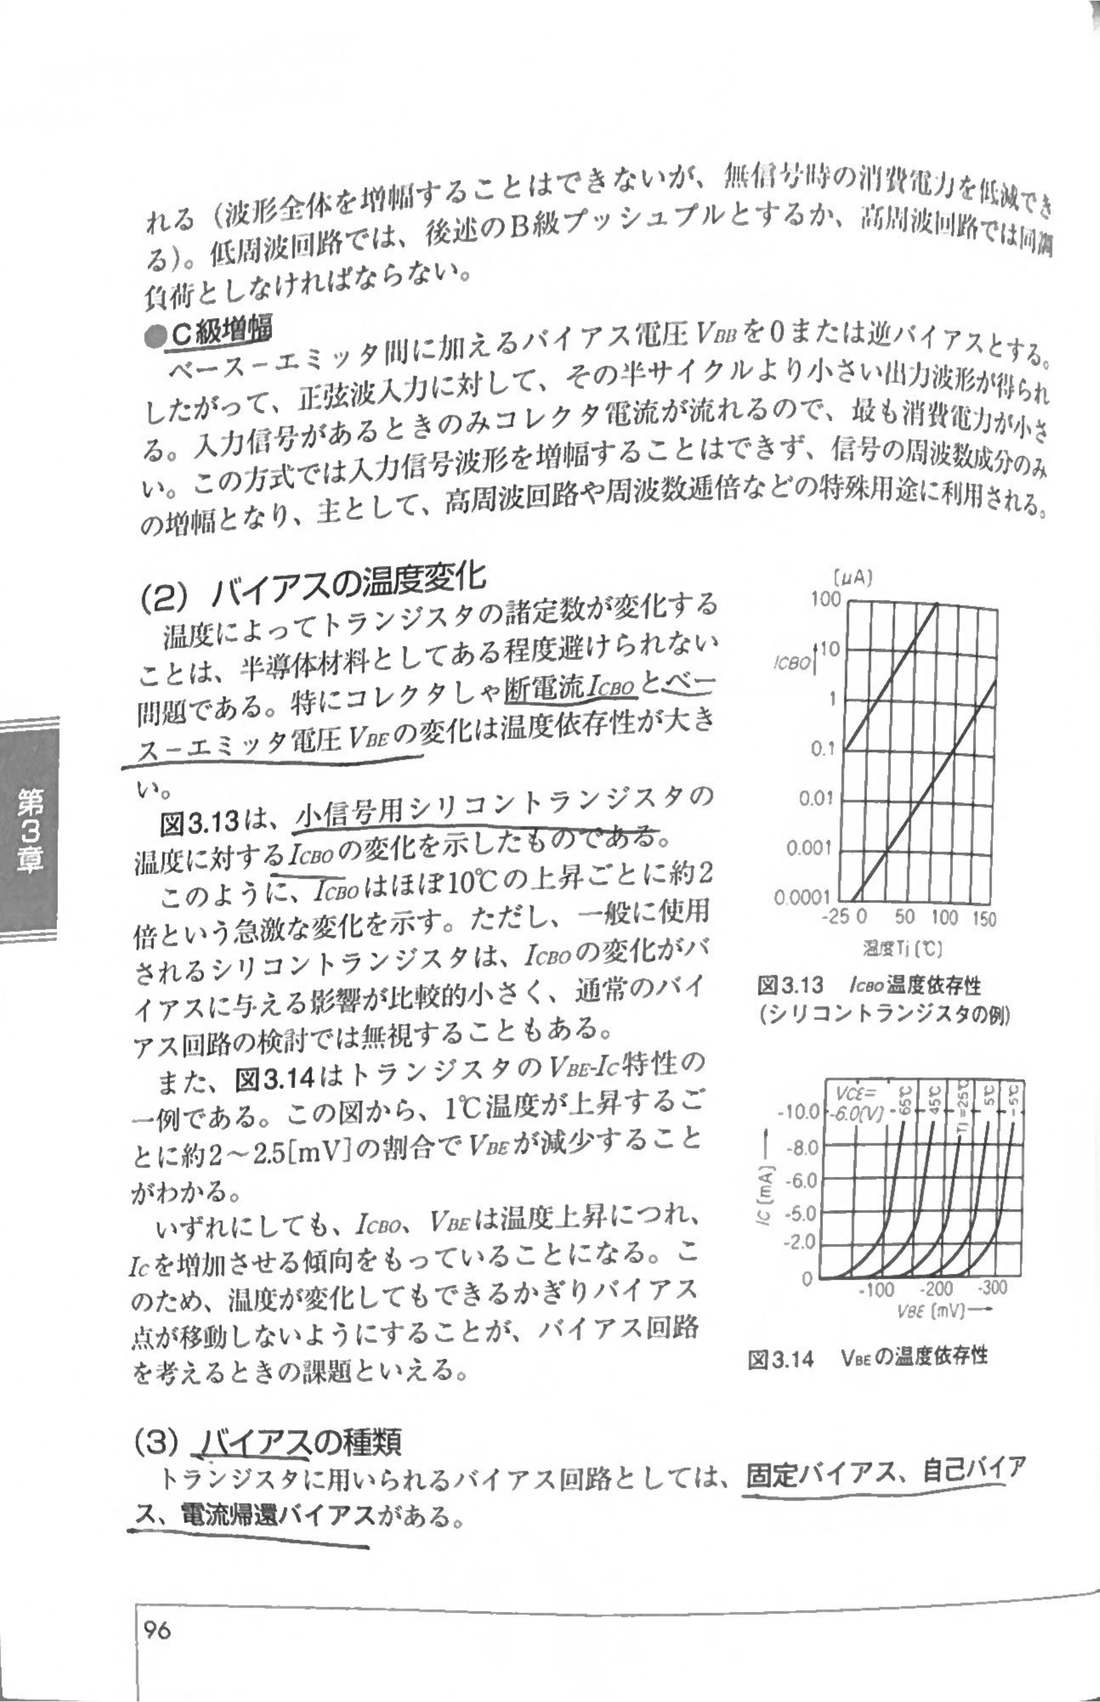 れる（波形全体を増幅することはできないが、無信号時の消費電力を低減でき
る）。低周波回路では、後述のB級プッシュプルとするか、高周波回路では同調
負荷としなければならない。
●C級増幅
ベース－エミッタ間に加えるバイアス電圧VBBを0または逆バイアスとする。
したがって、正弦波入力に対して、その半サイクルより小さい出力波形が得られ
る。入力信号があるときのみコレクタ電流が流れるので、最も消費電力が小さ
い。この方式では入力信号波形を増幅することはできず、信号の周波数成分のみ
の増幅となり、主として、高周波回路や周波数逓倍などの特殊用途に利用される。
(2) バイアスの温度変化
温度によってトランジスタの諸定数が変化する
ことは、半導体材料としてある程度避けられない
問題である。特にコレクタしゃ断電流ICBOとベー
ス－エミッタ電圧VBEの変化は温度依存性が大き
い。
図3.13は、小信号用シリコントランジスタの
温度に対するICBOの変化を示したものである。
このように、ICBOはほぼ10℃の上昇ごとに約2
倍という急激な変化を示す。ただし、一般に使用
されるシリコントランジスタは、ICBOの変化がバ
イアスに与える影響が比較的小さく、通常のバイ
アス回路の検討では無視することもある。
また、図3.14はトランジスタのVBE-IC特性の
一例である。この図から、1℃温度が上昇するご
とに約2～2.5[mV]の割合でVBEが減少すること
がわかる。
いずれにしても、ICBO、VBEは温度上昇につれ、
ICを増加させる傾向をもっていることになる。こ
のため、温度が変化してもできるかぎりバイアス
点が移動しないようにすることが、バイアス回路
を考えるときの課題といえる。
[μA]
100
10
ICBO
1
0.1
0.01
0.001
0.0001
-25 0 50 100 150
温度Tj [℃]
図3.13 ICBO温度依存性
(シリコントランジスタの例)
VCE=
-6.0[V]
65℃
45℃
Tj=25℃
5℃
-5℃
-10.0
-8.0
-6.0
-5.0
-2.0
0
IC [mA]
-100 -200 -300
VBE [mV]
図3.14 VBEの温度依存性
(3) バイアスの種類
トランジスタに用いられるバイアス回路としては、固定バイアス、自己バイア
ス、電流帰還バイアスがある。
第3章
96